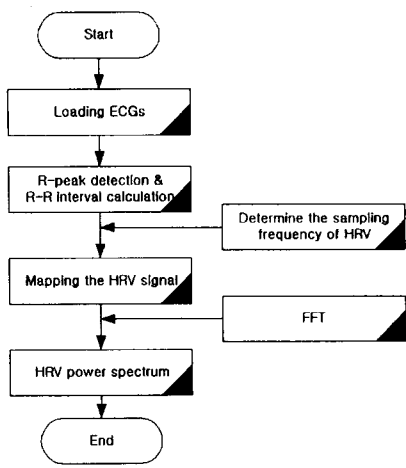 Start
Loading ECGs
R-peak detection &
R-R interval calculation
Determine the sampling
frequency of HRV
Mapping the HRV signal
FFT
HRV power spectrum
End